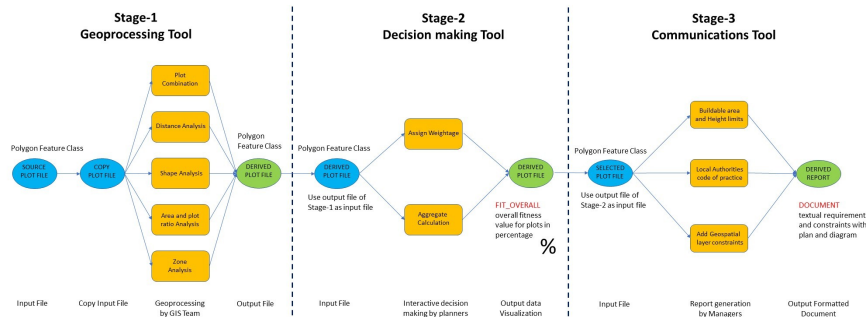 Stage-1
Geoprocessing Tool
Stage-2
Decision making Tool
Stage-3
Communications Tool
Plot
Combination
Distance Analysis
Shape Analysis
Area and plot
ratio Analysis
Zone
Analysis
Polygon Feature Class
SOURCE
PLOT FILE
COPY
PLOT FILE
Polygon
Feature Class
DERIVED
PLOT FILE
Input File
Copy Input File
Geoprocessing
by GIS Team
Output File
Polygon Feature Class
DERIVED
PLOT FILE
Use output file of
Stage-1 as input file
Assign Weightage
Aggregate
Calculation
DERIVED
PLOT FILE
FIT_OVERALL
overall fitness
value for plots in
percentage
%
Input File
Interactive decision
making by planners
Output data
Visualization
Polygon Feature Class
SELECTED
PLOT FILE
Use output file of
Stage-2 as input file
Buildable area
and Height limits
Local Authorities
code of practice
Add Geospatial
layer constraints
DERIVED
REPORT
DOCUMENT
textual requirement
and constraints with
plan and diagram
Input File
Report generation
by Managers
Output Formatted
Document